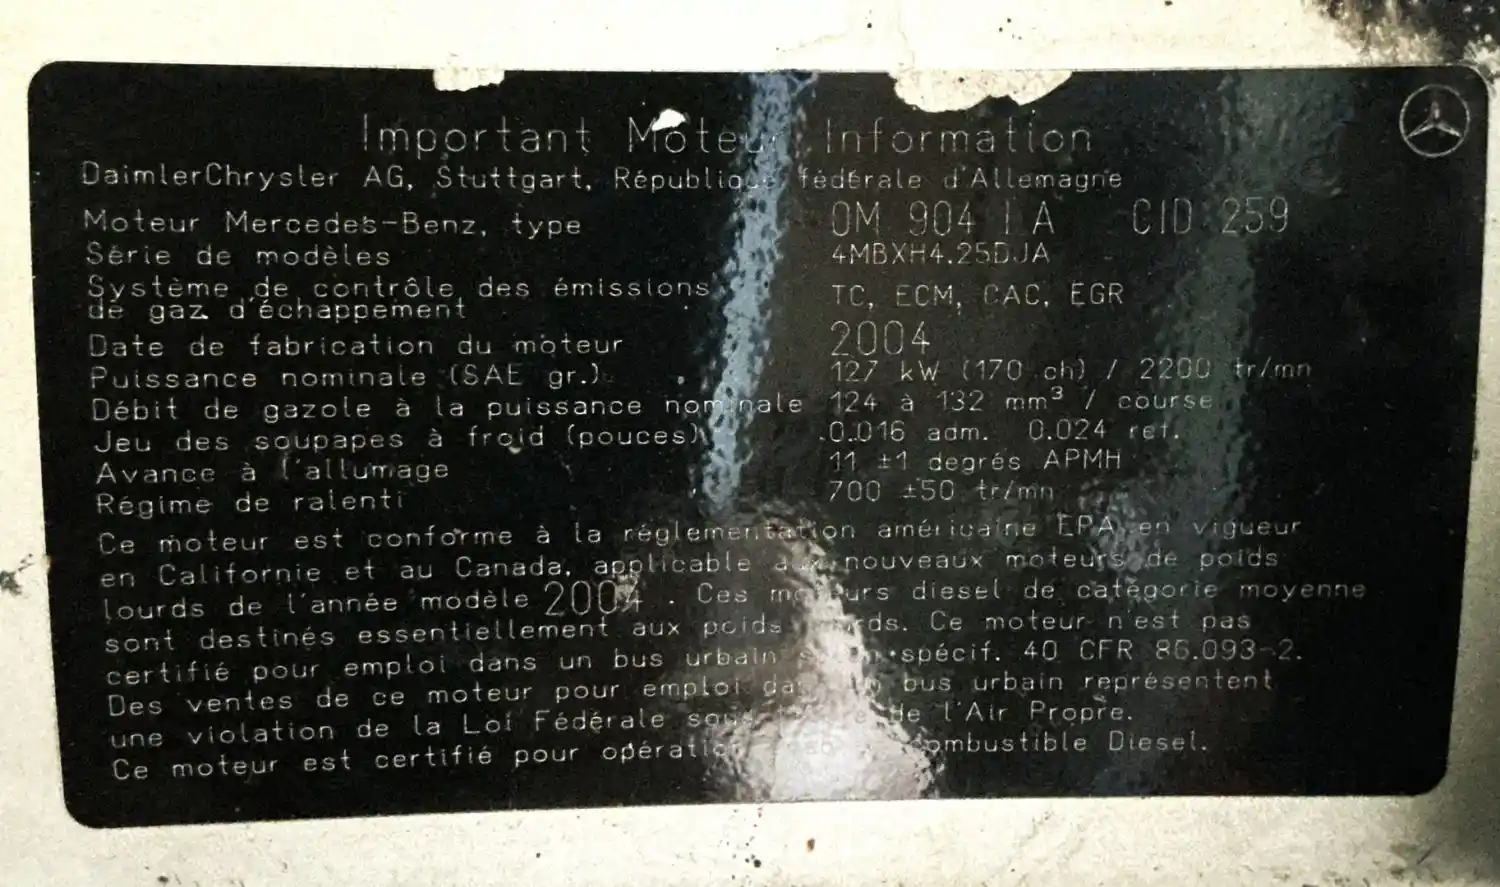 Important Moteur Information
DaimlerChrysler AG, Stuttgart, République fédérale d'Allemagne
Moteur Mercedes-Benz, type OM 904 LA CID 259
Série de modèles 4MBXH4.25DJA
Système de contrôle des émissions
de gaz d'échappement TC, ECM, CAC, EGR
Date de fabrication du moteur 2004
Puissance nominale (SAE gr.) 127 kW (170 ch) / 2200 tr/mn
Débit de gazole à la puissance nominale 124 à 132 mm³ / course
Jeu des soupapes à froid (pouces) 0.016 adm. 0.024 ref.
Avance à l'allumage 11 ±1 degrés APMH
Régime de ralenti 700 ±50 tr/mn
Ce moteur est conforme à la réglementation américaine EPA en vigueur
en Californie et au Canada, applicable aux nouveaux moteurs de poids
lourds de l'année modèle 2004 . Ces moteurs diesel de catégorie moyenne
sont destinés essentiellement aux poids lourds. Ce moteur n'est pas
certifié pour emploi dans un bus urbain spécif. 40 CFR 86.093-2.
Des ventes de ce moteur pour emploi dans un bus urbain représentent
une violation de la Loi Fédérale sous de l'Air Propre.
Ce moteur est certifié pour opération combustible Diesel.